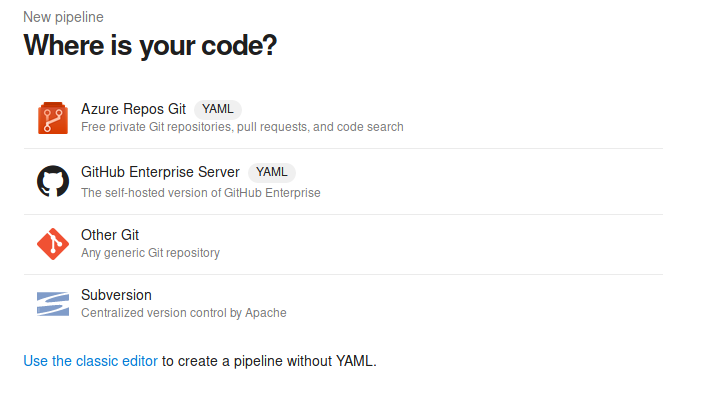 New pipeline
Where is your code?
Azure Repos Git YAML
Free private Git repositories, pull requests, and code search
GitHub Enterprise Server YAML
The self-hosted version of GitHub Enterprise
Other Git
Any generic Git repository
Subversion
Centralized version control by Apache
Use the classic editor to create a pipeline without YAML.